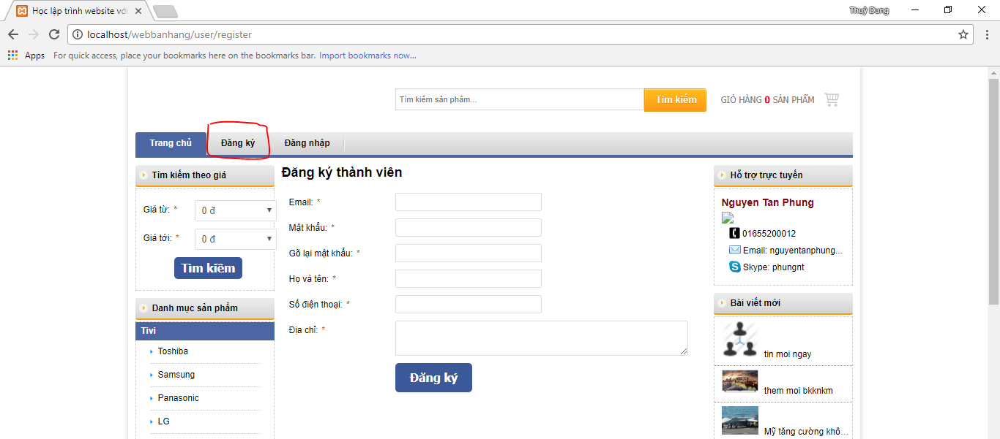 Học lập trình website vớ
Thuỳ Dung
localhost/webbanhang/user/register
Apps
For quick access, place your bookmarks here on the bookmarks bar. Import bookmarks now...
Tìm kiếm sản phẩm...
Tìm kiếm
GIỎ HÀNG 0 SẢN PHẨM
Trang chủ
Đăng ký
Đăng nhập
Tìm kiếm theo giá
Giá từ: *
0 đ
Giá tới: *
0 đ
Tìm kiếm
Danh mục sản phẩm
Tivi
Toshiba
Samsung
Panasonic
LG
Đăng ký thành viên
Email: *
Mật khẩu: *
Gõ lại mật khẩu: *
Họ và tên: *
Số điện thoại: *
Địa chỉ: *
Đăng ký
Hỗ trợ trực tuyến
Nguyen Tan Phung
01655200012
Email: nguyentanphung...
Skype: phungnt
Bài viết mới
tin moi ngay
them moi bkknkm
Mỹ tăng cường khô...